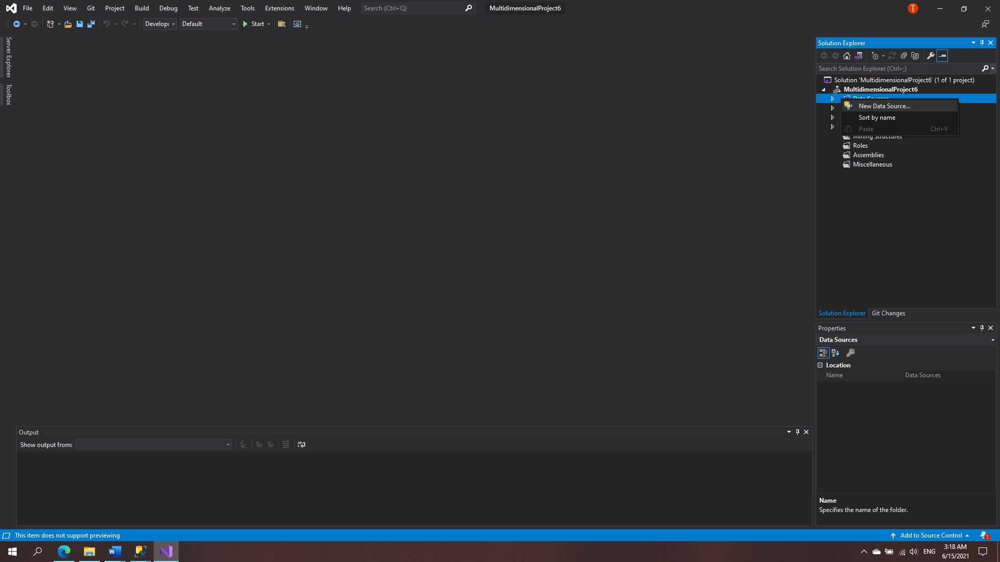 File Edit View Git Project Build Debug Test Analyze Tools Extensions Window Help Search (Ctrl+Q) MultidimensionalProject6 T
Developi Default Start
Server Explorer
Toolbox
Solution Explorer
Search Solution Explorer (Ctrl+;)
Solution 'MultidimensionalProject6' (1 of 1 project)
MultidimensionalProject6
Data Sources
New Data Source...
Sort by name
Paste Ctrl+V
Mining Structures
Roles
Assemblies
Miscellaneous
Solution Explorer Git Changes
Properties
Data Sources
Location
Name Data Sources
Name
Specifies the name of the folder.
Output
Show output from:
This item does not support previewing
Add to Source Control 1
ENG 3:18 AM
6/15/2021